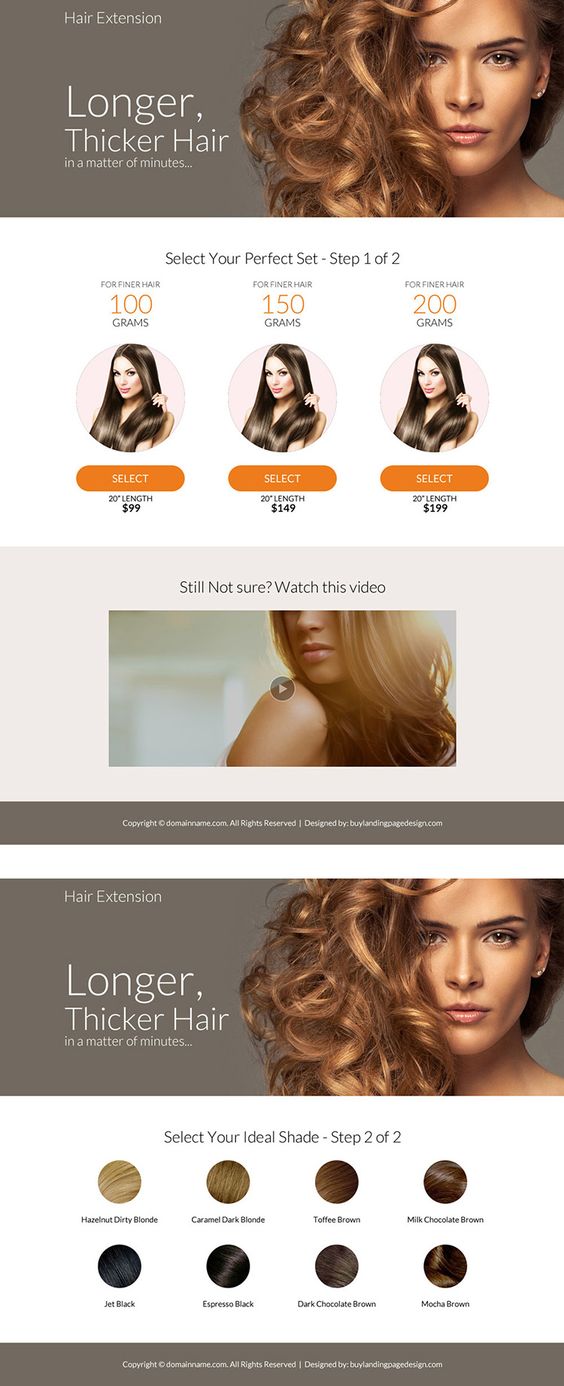 Hair Extension
Longer,
Thicker Hair
in a matter of minutes...
Select Your Perfect Set - Step 1 of 2
FOR FINER HAIR
100
GRAMS
SELECT
20" LENGTH
$99
FOR FINER HAIR
150
GRAMS
SELECT
20" LENGTH
$149
FOR FINER HAIR
200
GRAMS
SELECT
20" LENGTH
$199
Still Not sure? Watch this video
Copyright © domainname.com. All Rights Reserved | Designed by: buylandingpagedesign.com
Hair Extension
Longer,
Thicker Hair
in a matter of minutes...
Select Your Ideal Shade - Step 2 of 2
Hazelnut Dirty Blonde
Caramel Dark Blonde
Toffee Brown
Milk Chocolate Brown
Jet Black
Espresso Black
Dark Chocolate Brown
Mocha Brown
Copyright © domainname.com. All Rights Reserved | Designed by: buylandingpagedesign.com